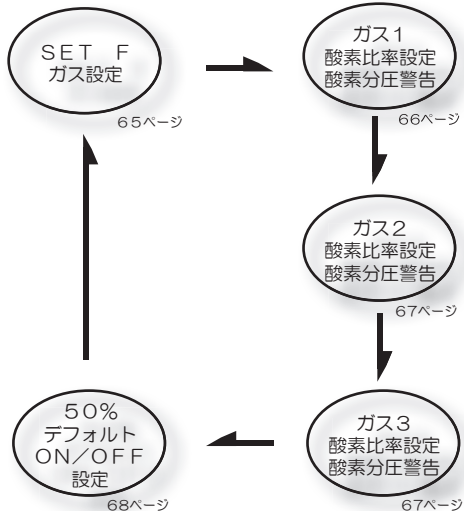 SET F
ガス設定
65ページ
ガス1
酸素比率設定
酸素分圧警告
66ページ
ガス2
酸素比率設定
酸素分圧警告
67ページ
ガス3
酸素比率設定
酸素分圧警告
67ページ
50%
デフォルト
ON/OFF
設定
68ページ